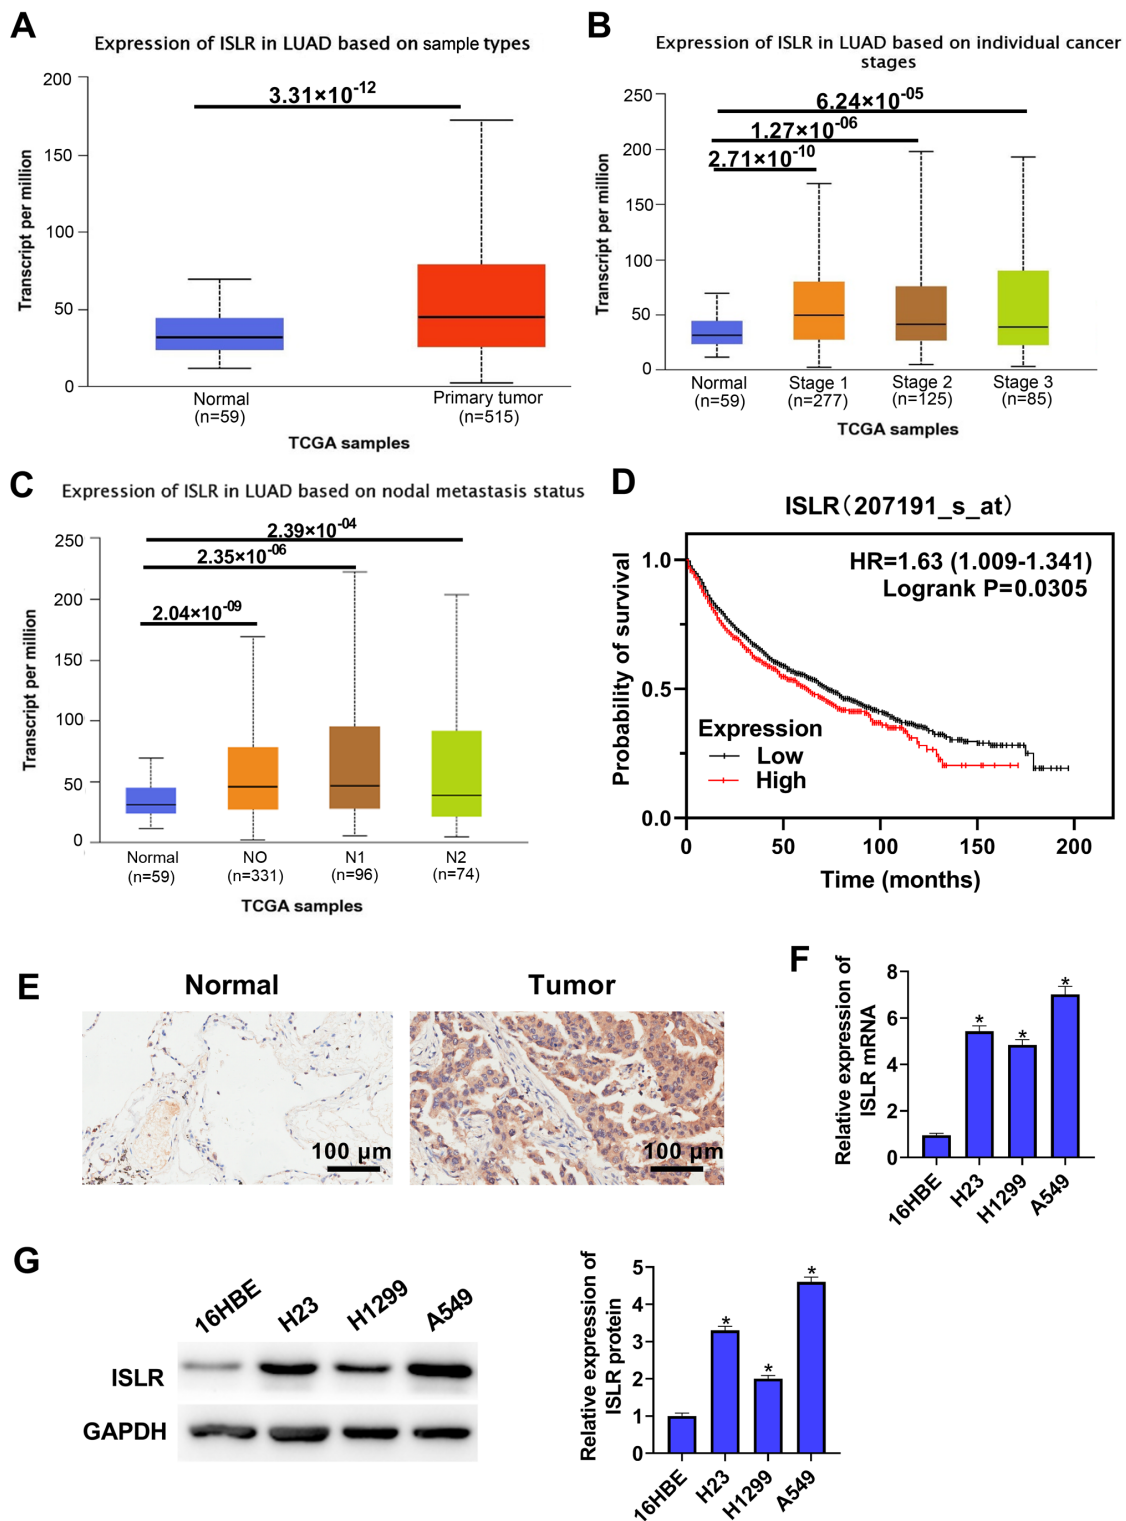 A
Expression of ISLR in LUAD based on sample types
3.31×10-12
200
150
100
50
0
Transcript per million
Normal
(n=59)
Primary tumor
(n=515)
TCGA samples
B
Expression of ISLR in LUAD based on individual cancer
stages
6.24×10-05
1.27×10-06
2.71×10-10
250
200
150
100
50
0
Transcript per million
Normal
(n=59)
Stage 1
(n=277)
Stage 2
(n=125)
Stage 3
(n=85)
TCGA samples
C
Expression of ISLR in LUAD based on nodal metastasis status
2.39×10-04
2.35×10-06
2.04×10-09
250
200
150
100
50
0
Transcript per million
Normal
(n=59)
NO
(n=331)
N1
(n=96)
N2
(n=74)
TCGA samples
D
ISLR（207191_s_at）
HR=1.63 (1.009-1.341)
Logrank P=0.0305
1.0
0.5
0.0
Probability of survival
Expression
Low
High
0
50
100
150
200
Time (months)
E
Normal
Tumor
100 µm
100 µm
F
Relative expression of
ISLR mRNA
8
6
4
2
0
*
*
*
16HBE
H23
H1299
A549
G
16HBE
H23
H1299
A549
ISLR
GAPDH
Relative expression of
ISLR protein
5
4
3
2
1
0
*
*
*
16HBE
H23
H1299
A549